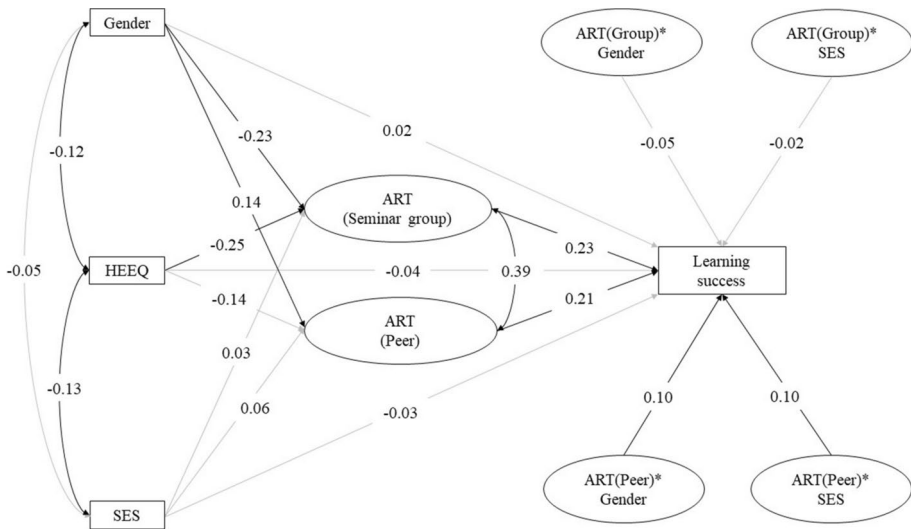 Gender
ART(Group)*
Gender
ART(Group)*
SES
-0.23
0.02
-0.05
-0.02
-0.12
0.14
ART
(Seminar group)
-0.25
0.23
-0.05
HEEQ
-0.04
0.39
Learning
success
-0.14
0.21
ART
(Peer)
0.03
-0.13
0.06
-0.03
0.10
0.10
ART(Peer)*
Gender
ART(Peer)*
SES
SES